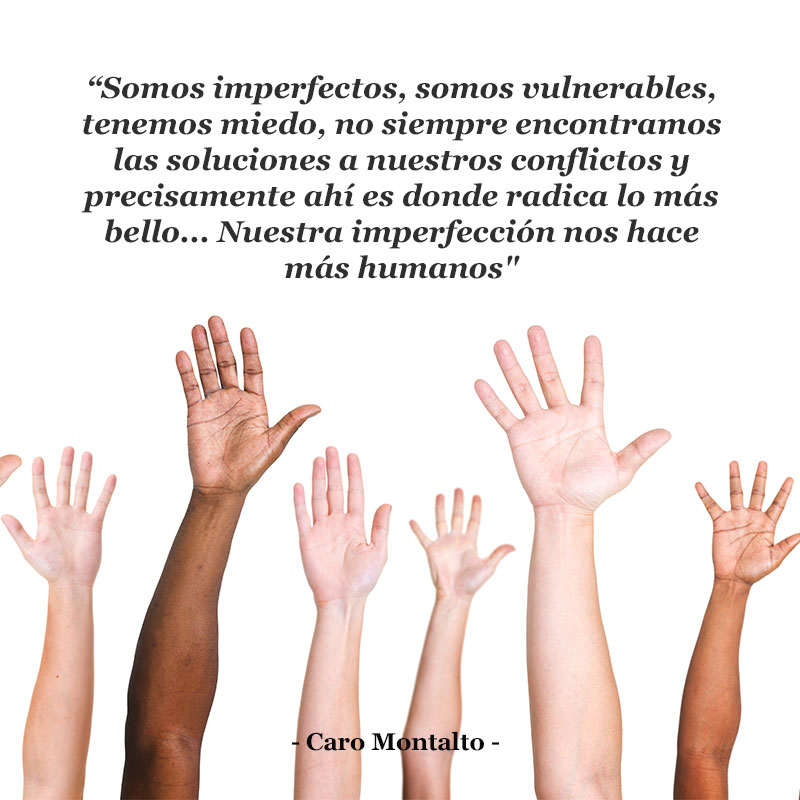 “Somos imperfectos, somos vulnerables,
tenemos miedo, no siempre encontramos
las soluciones a nuestros conflictos y
precisamente ahí es donde radica lo más
bello... Nuestra imperfección nos hace
más humanos"
- Caro Montalto -